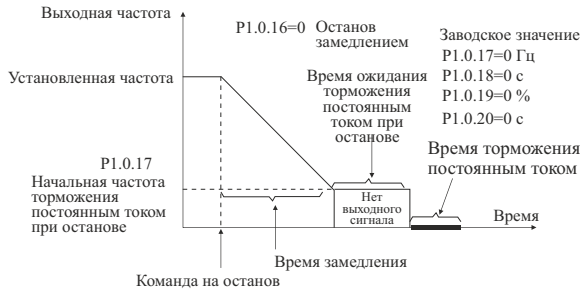 Выходная частота
P1.0.16=0 Останов
замедлением
Заводское значение
P1.0.17=0 Гц
P1.0.18=0 с
P1.0.19=0 %
P1.0.20=0 с
Установленная частота
Время ожидания
торможения
постоянным
током при
останове
Время торможения
постоянным током
P1.0.17
Начальная частота
торможения
постоянным током
при останове
Нет
выходного
сигнала
Время
Время замедления
Команда на останов